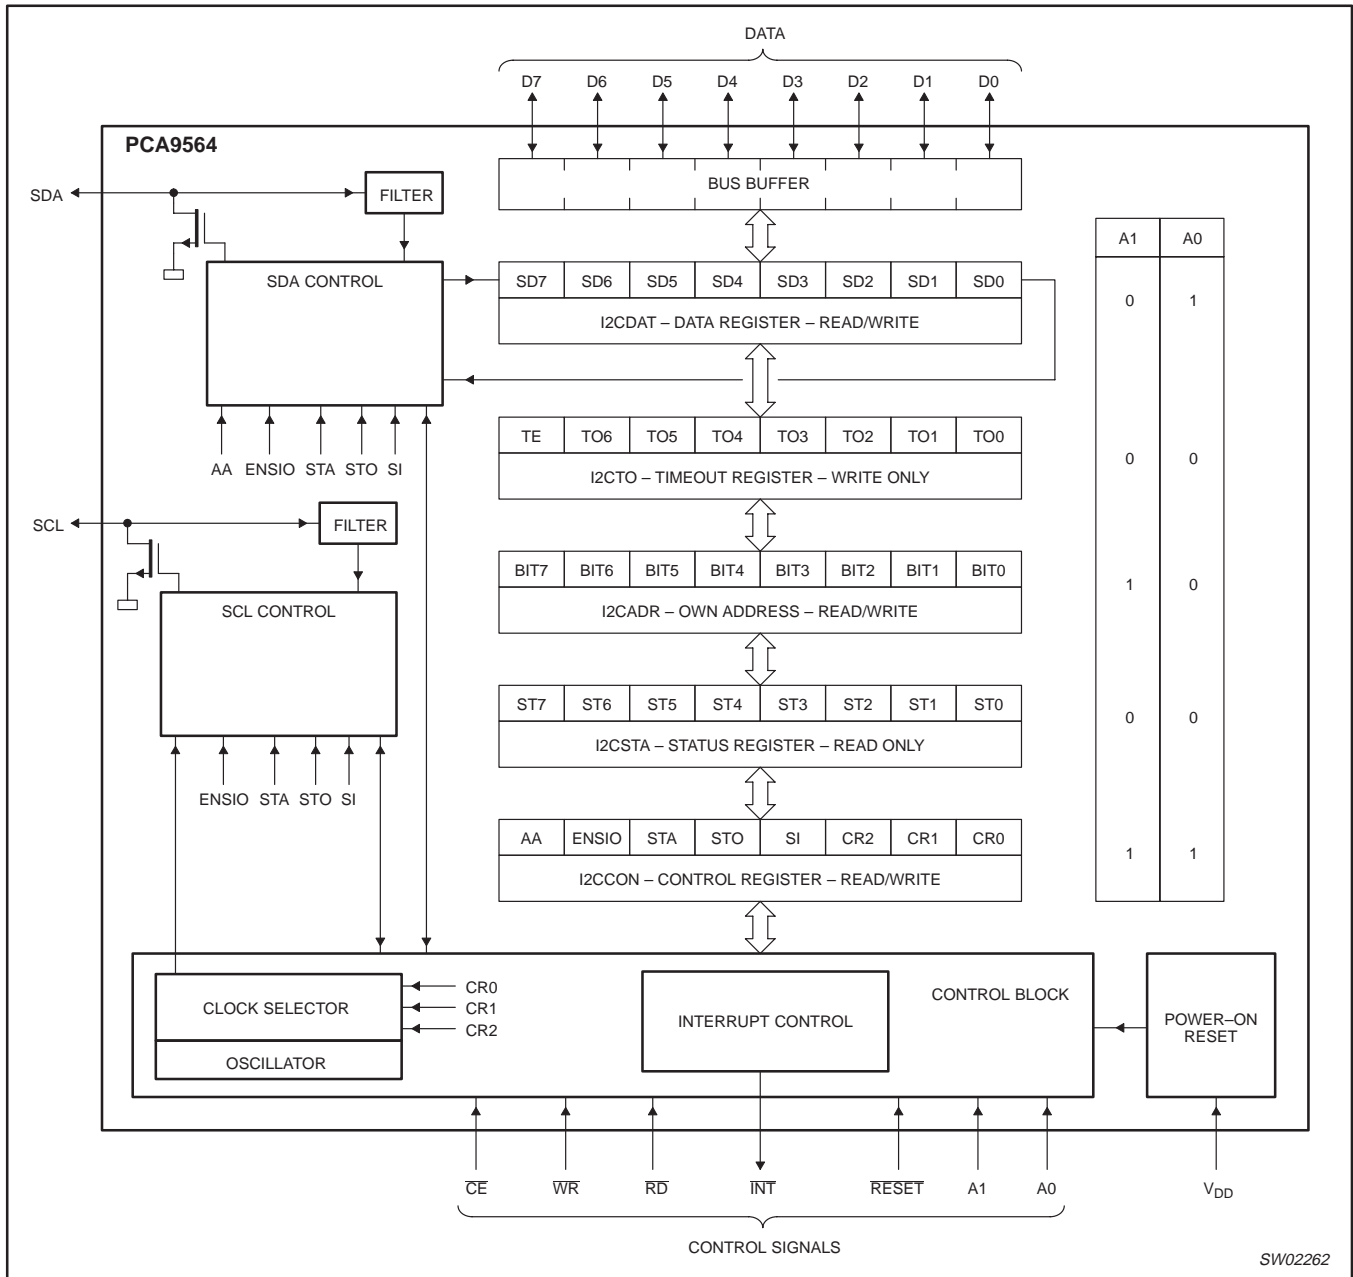 DATA
D7 D6 D5 D4 D3 D2 D1 D0
PCA9564
SDA
FILTER
BUS BUFFER
A1 A0
SDA CONTROL
SD7 SD6 SD5 SD4 SD3 SD2 SD1 SD0
0 1
I2CDAT – DATA REGISTER – READ/WRITE
TE TO6 TO5 TO4 TO3 TO2 TO1 TO0
AA ENSIO STA STO SI
I2CTO – TIMEOUT REGISTER – WRITE ONLY
0 0
SCL
FILTER
BIT7 BIT6 BIT5 BIT4 BIT3 BIT2 BIT1 BIT0
1 0
SCL CONTROL
I2CADR – OWN ADDRESS – READ/WRITE
ST7 ST6 ST5 ST4 ST3 ST2 ST1 ST0
0 0
I2CSTA – STATUS REGISTER – READ ONLY
ENSIO STA STO SI
AA ENSIO STA STO SI CR2 CR1 CR0
1 1
I2CCON – CONTROL REGISTER – READ/WRITE
CLOCK SELECTOR
CR0
CR1
CR2
OSCILLATOR
INTERRUPT CONTROL
CONTROL BLOCK
POWER–ON
RESET
CE WR RD INT RESET A1 A0 VDD
CONTROL SIGNALS
SW02262